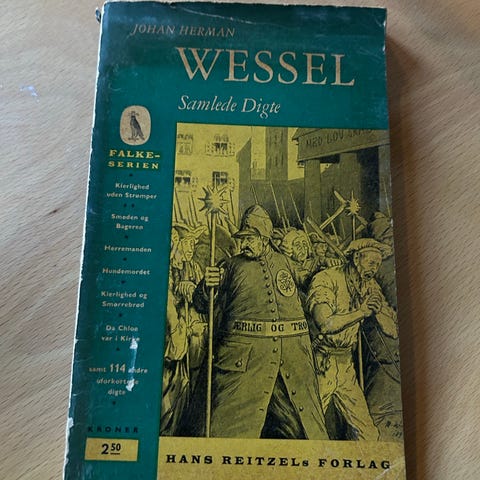 JOHAN HERMAN
WESSEL
Samlede Digte
FALKE-
SERIEN
Kierlighed
uden Strømper
Smeden og
Bageren
Herremanden
Hundemordet
Kierlighed og
Smørrebrød
Da Chloe
var i Kirke
samt 114 andre
uforkortede
digte
KRONER
2 50
MED LOV
ÆRLIG OG TRO
HANS REITZELs FORLAG